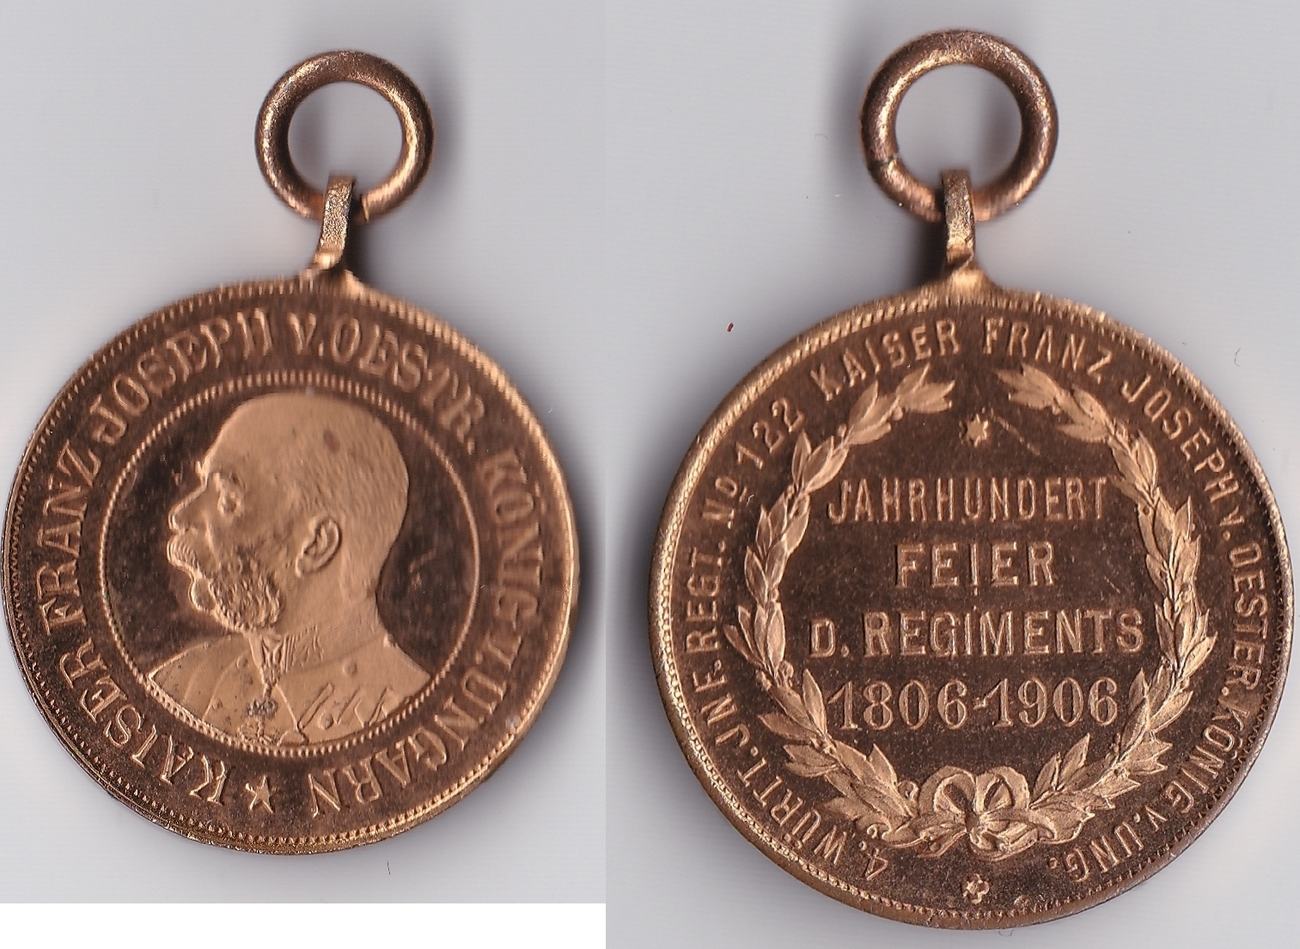 KAISER FRANZ JOSEPH V. OESTR. KÖNIG V. UNGARN
4. WÜRTT. JNF. REGT. No 122 KAISER FRANZ JOSEPH V. OESTER. KÖNIG V. UNG.
JAHRHUNDERT
FEIER
D. REGIMENTS
1806-1906